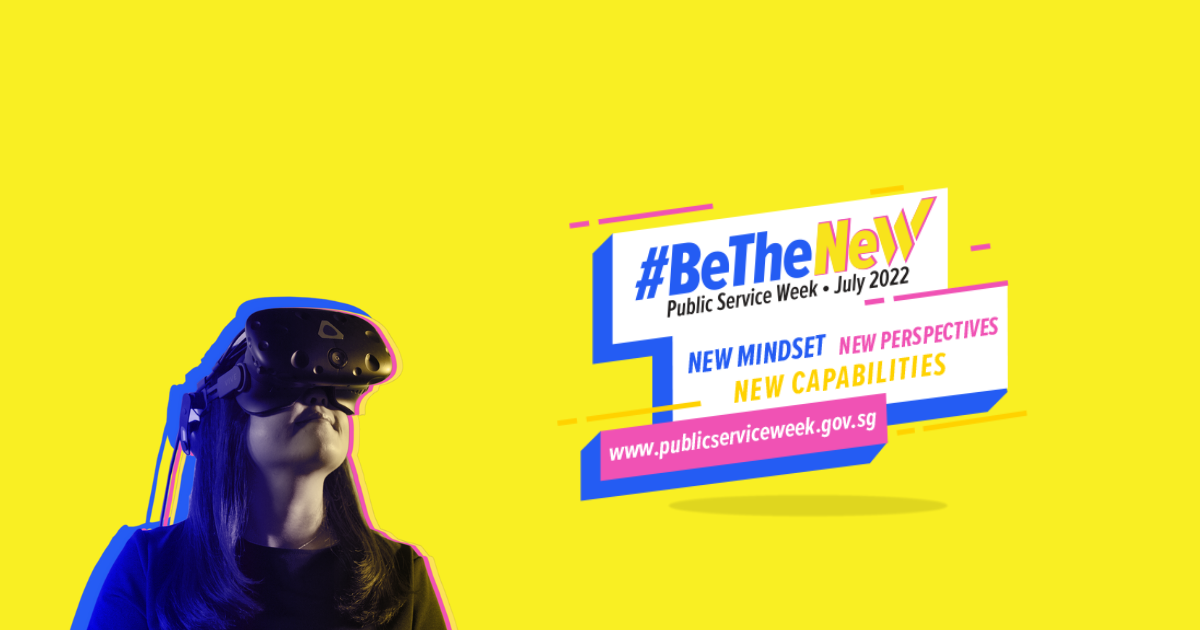 #BeTheNeW
Public Service Week • July 2022
NEW MINDSET NEW PERSPECTIVES
NEW CAPABILITIES
www.publicserviceweek.gov.sg